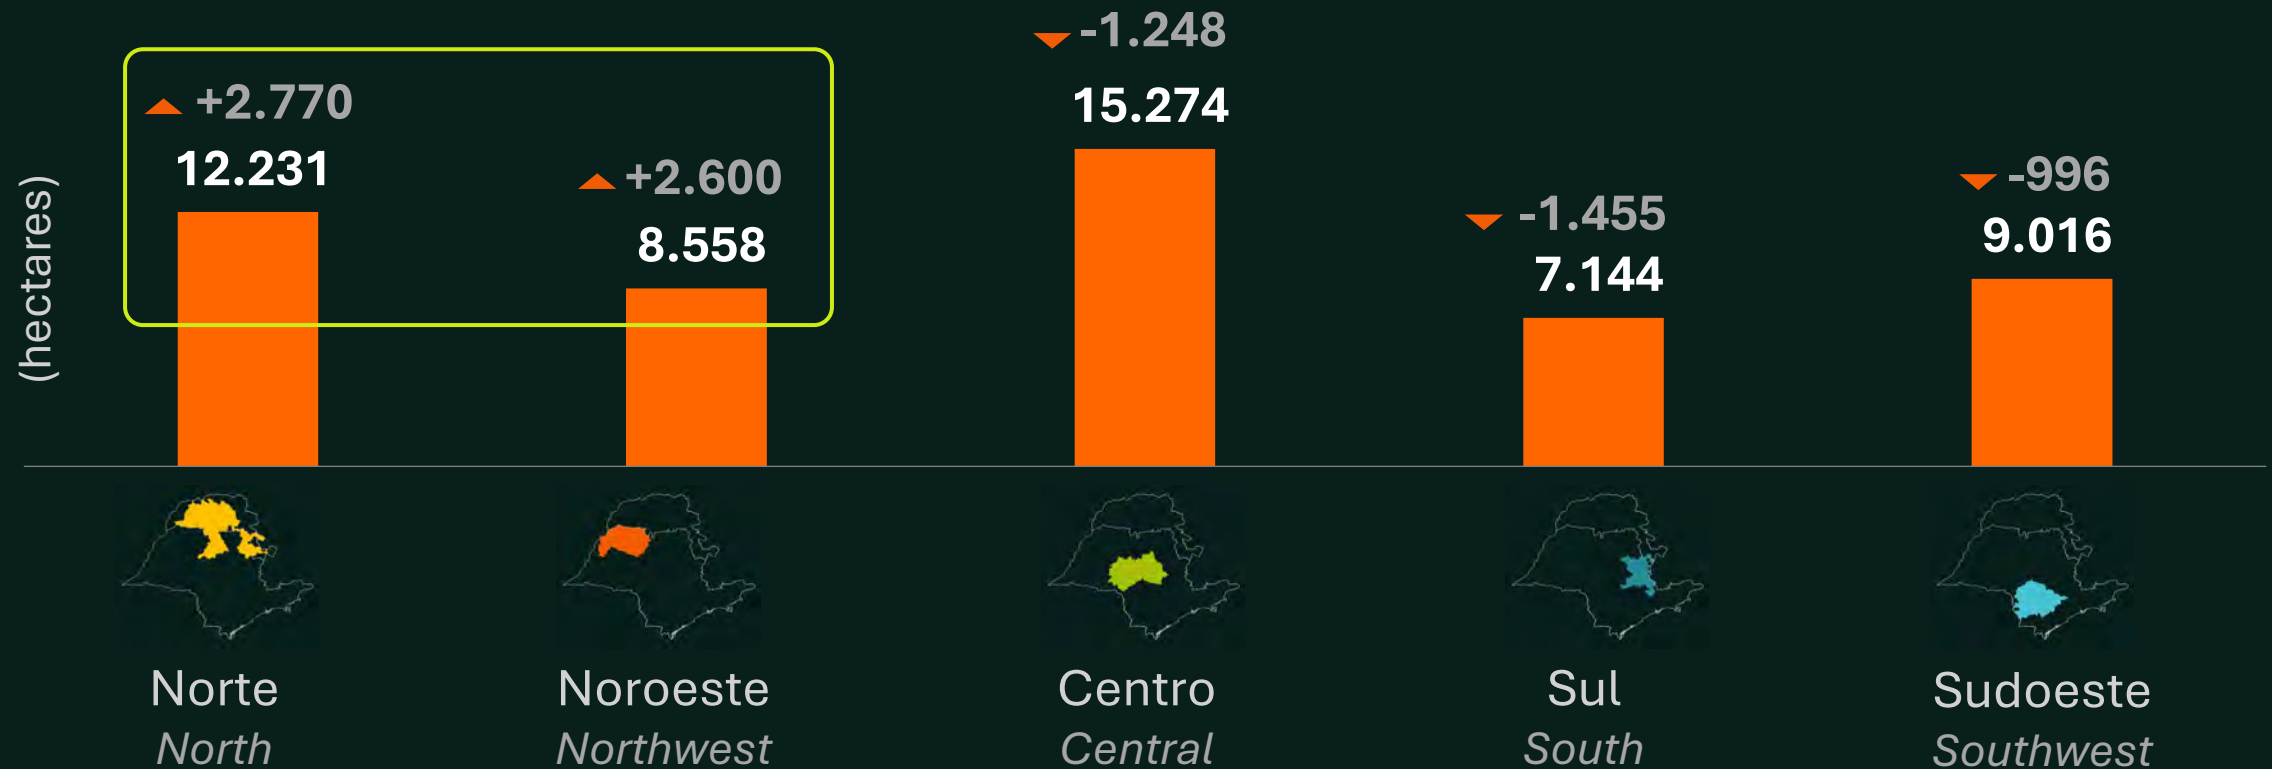 (hectares)
+2.770
12.231
+2.600
8.558
-1.248
15.274
-1.455
7.144
-996
9.016
Norte
North
Noroeste
Northwest
Centro
Central
Sul
South
Sudoeste
Southwest